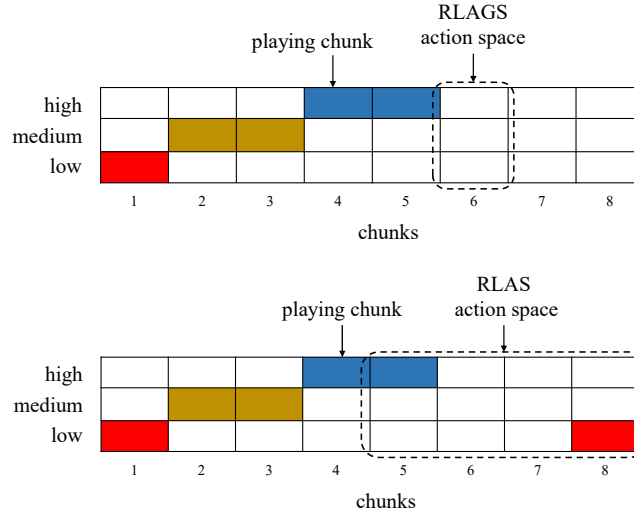 RLAGS
playing chunk action space
high
medium
low
1 2 3 4 5 6 7 8
chunks
RLAS
playing chunk action space
high
medium
low
1 2 3 4 5 6 7 8
chunks